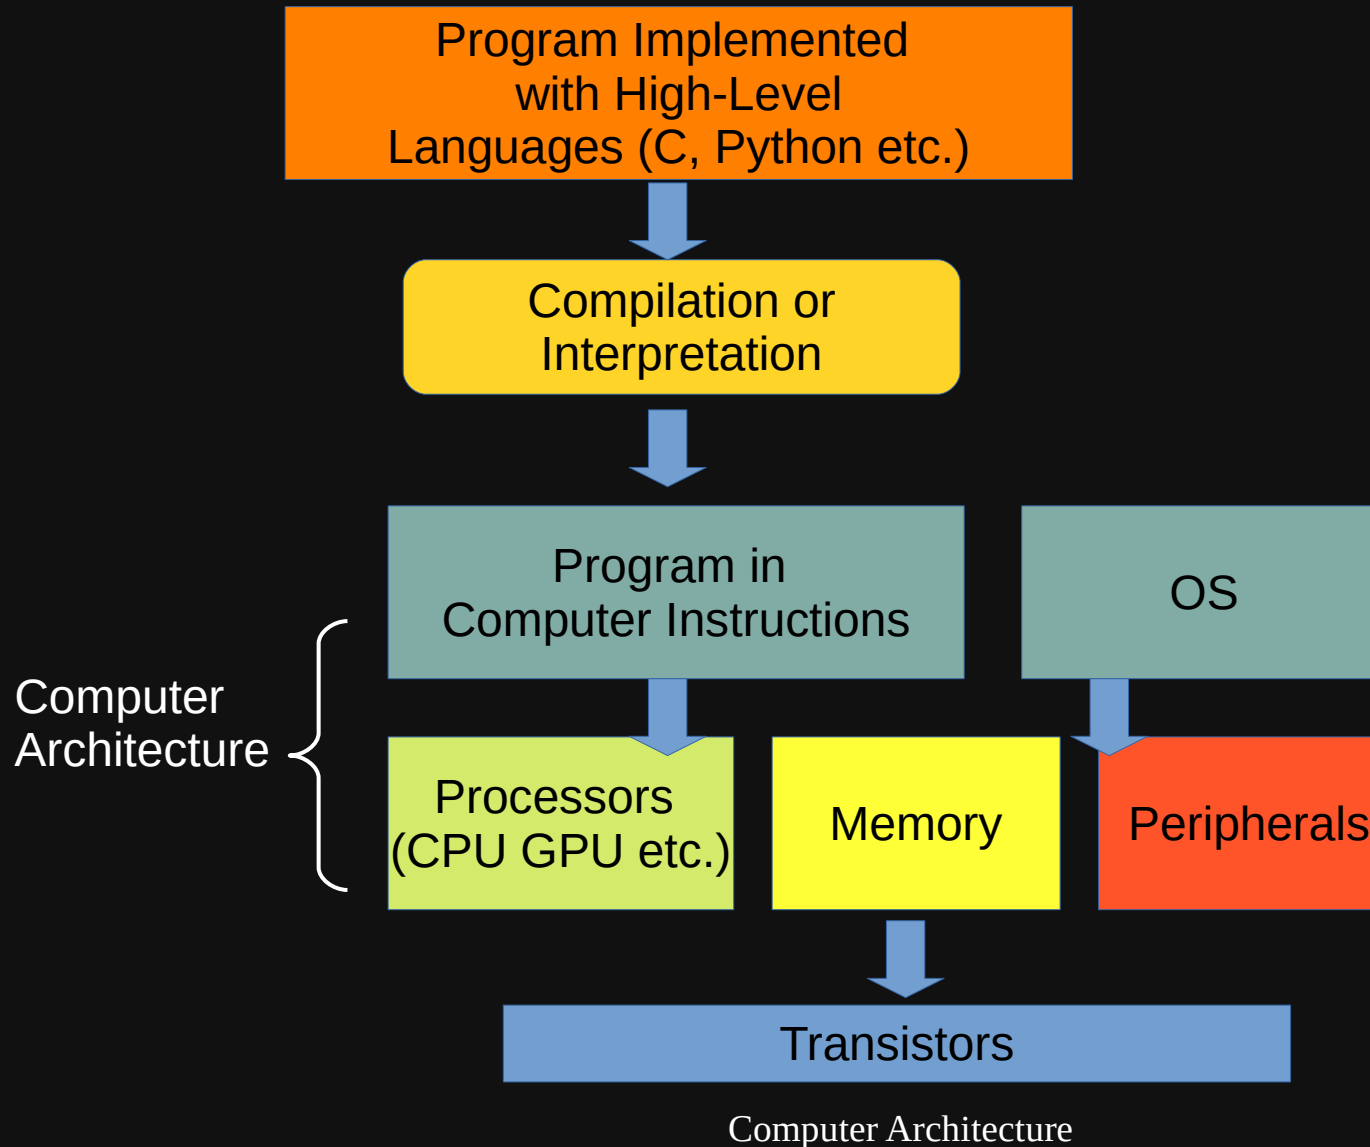 Program Implemented
with High-Level
Languages (C, Python etc.)
Compilation or
Interpretation
Program in
Computer Instructions
OS
Computer
Architecture
Processors
(CPU GPU etc.)
Memory
Peripherals
Transistors
Computer Architecture